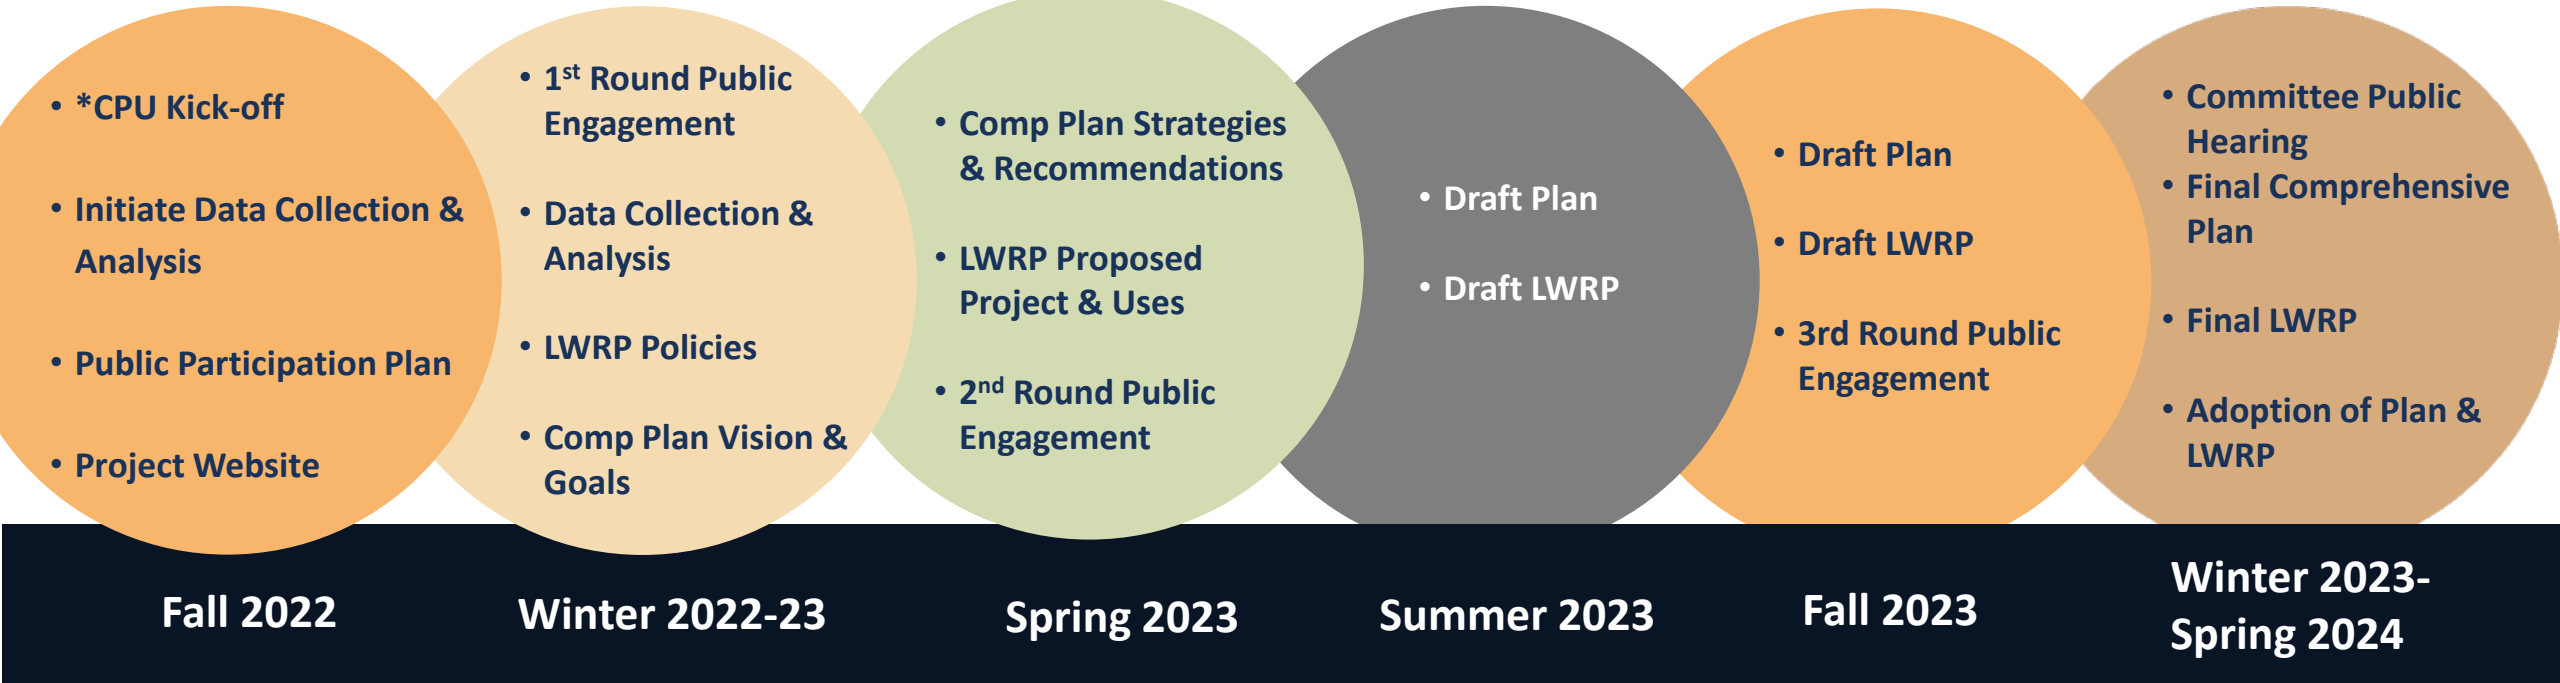 • *CPU Kick-off
• Initiate Data Collection &
Analysis
• Public Participation Plan
• Project Website
• 1st Round Public
Engagement
• Data Collection &
Analysis
• LWRP Policies
• Comp Plan Vision &
Goals
• Comp Plan Strategies
& Recommendations
• LWRP Proposed
Project & Uses
• 2nd Round Public
Engagement
• Draft Plan
• Draft LWRP
• Draft Plan
• Draft LWRP
• 3rd Round Public
Engagement
• Committee Public
Hearing
• Final Comprehensive
Plan
• Final LWRP
• Adoption of Plan &
LWRP
Fall 2022
Winter 2022-23
Spring 2023
Summer 2023
Fall 2023
Winter 2023-
Spring 2024